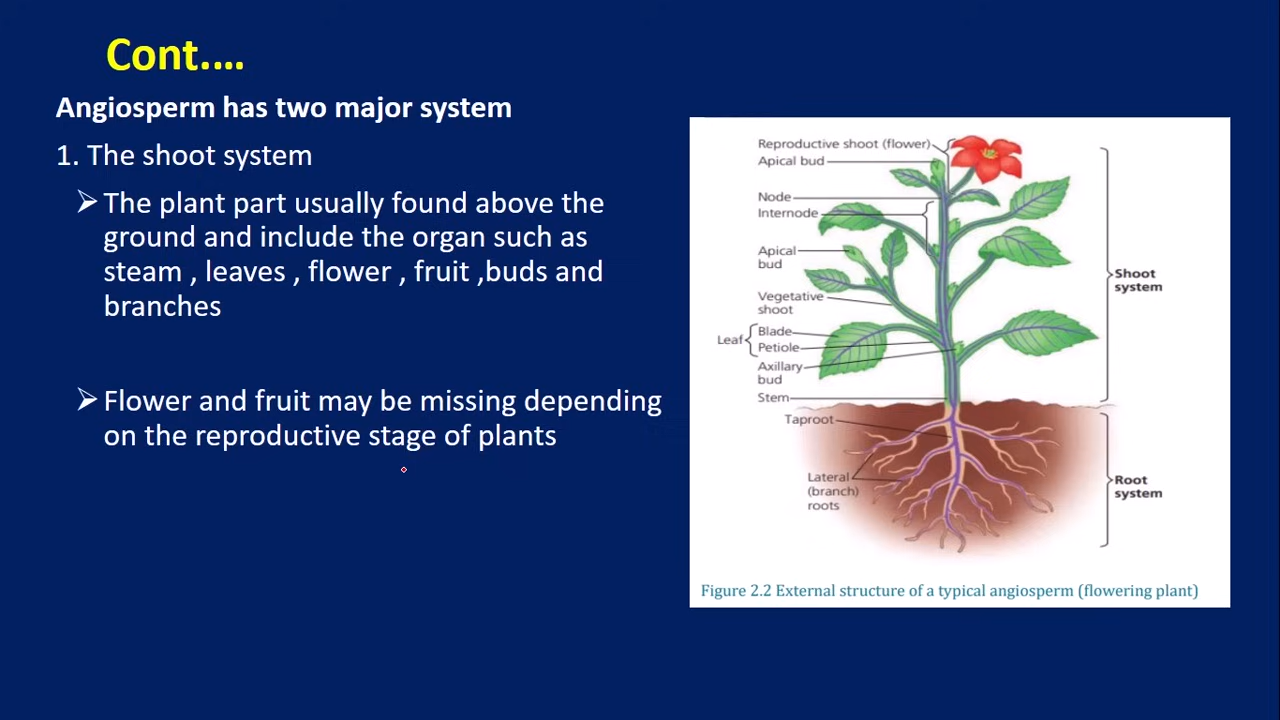 Cont.…
Angiosperm has two major system
1. The shoot system
The plant part usually found above the
ground and include the organ such as
steam , leaves , flower , fruit ,buds and
branches
Flower and fruit may be missing depending
on the reproductive stage of plants
Reproductive shoot (flower)
Apical bud
Node
Internode
Apical
bud
Vegetative
shoot
Leaf
Blade
Petiole
Axillary
bud
Stem
Taproot
Lateral
(branch)
roots
Shoot
system
Root
system
Figure 2.2 External structure of a typical angiosperm (flowering plant)